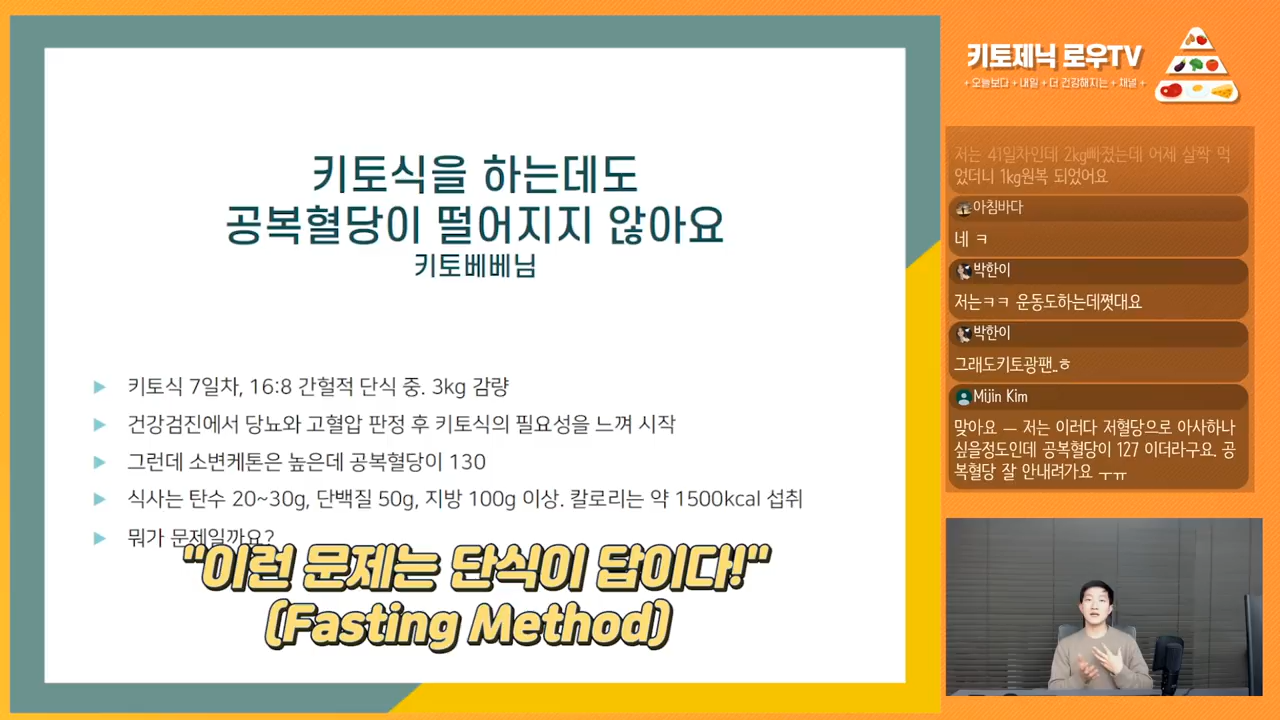 키토식을 하는데도
공복혈당이 떨어지지 않아요
키토베베님
키토식 7일차, 16:8 간헐적 단식 중. 3kg 감량
건강검진에서 당뇨와 고혈압 판정 후 키토식의 필요성을 느껴 시작
그런데 소변케톤은 높은데 공복혈당이 130
식사는 탄수 20~30g, 단백질 50g, 지방 100g 이상. 칼로리는 약 1500kcal 섭취
뭐가 문제일까요?
"이런 문제는 단식이 답이다!"
(Fasting Method)
키토제닉 로우TV
+ 오늘보다 + 내일 + 더 건강해지는 + 채널 +
저는 41일차인데 2kg빠졌는데 어제 살짝 먹
었더니 1kg원복 되었어요
아침바다
네 ㅋ
박한이
저는ㅋㅋ 운동도하는데쪗대요
박한이
그래도키토광팬..ㅎ
Mijin Kim
맞아요 ㅡ 저는 이러다 저혈당으로 아사하나
싶을정도인데 공복혈당이 127 이더라구요. 공
복혈당 잘 안내려가요 ㅜㅠ